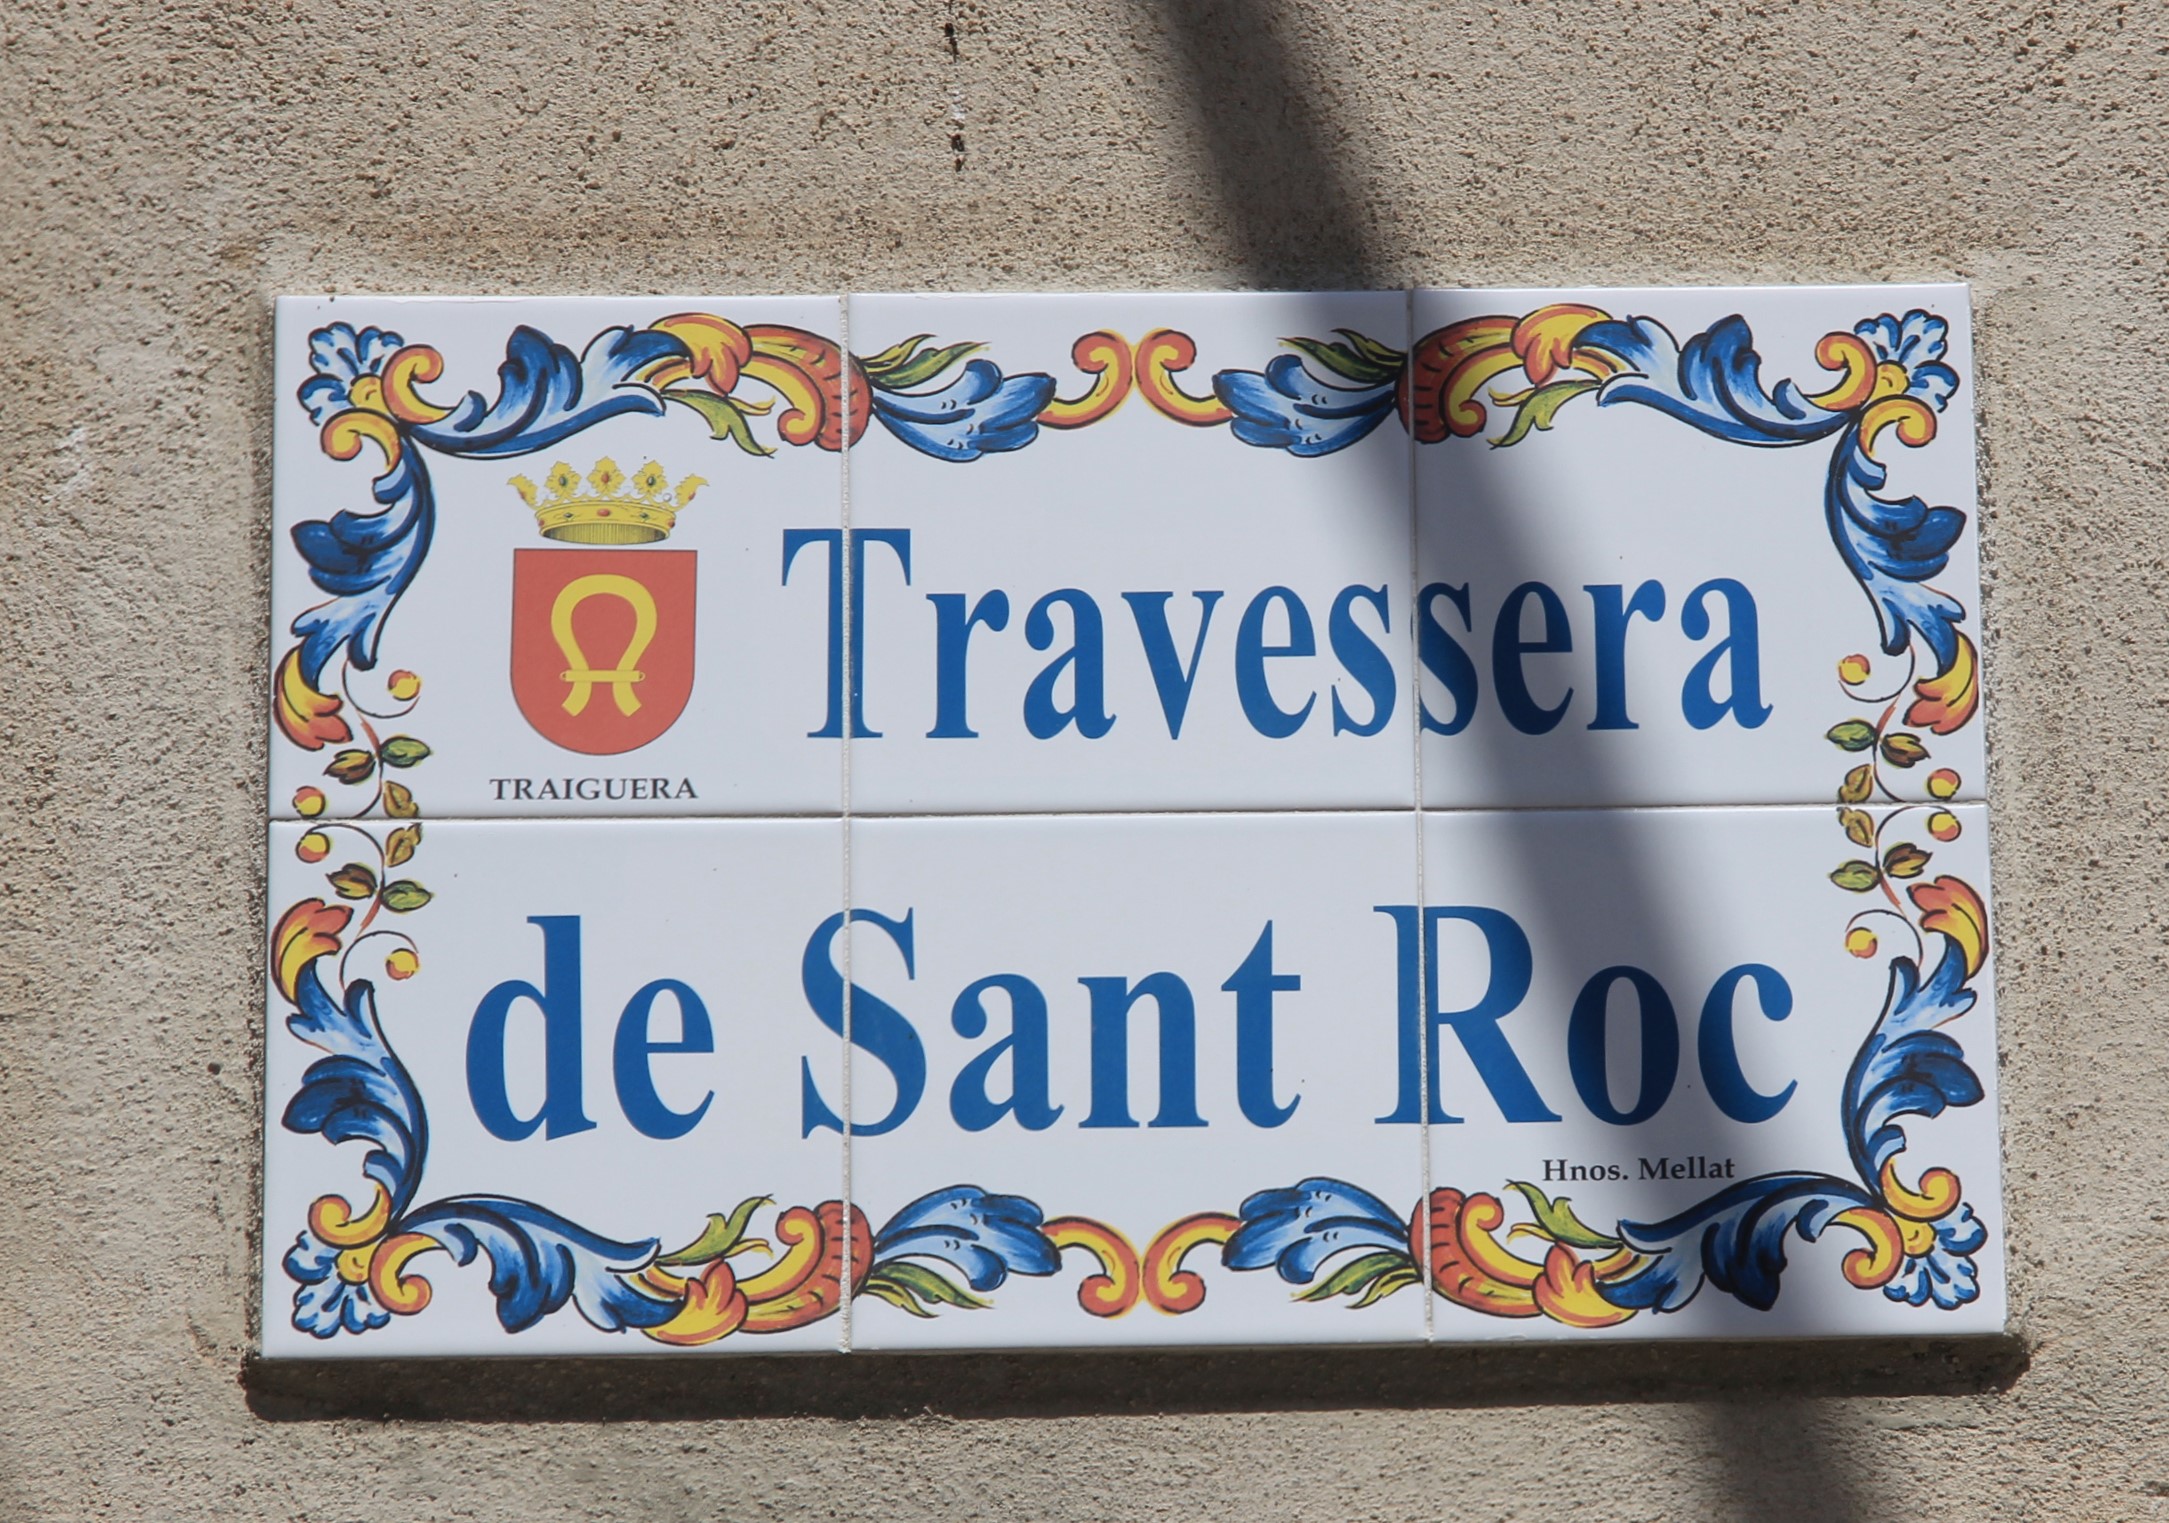 Travessera
TRAIGUERA
de Sant Roc
Hnos. Mellat